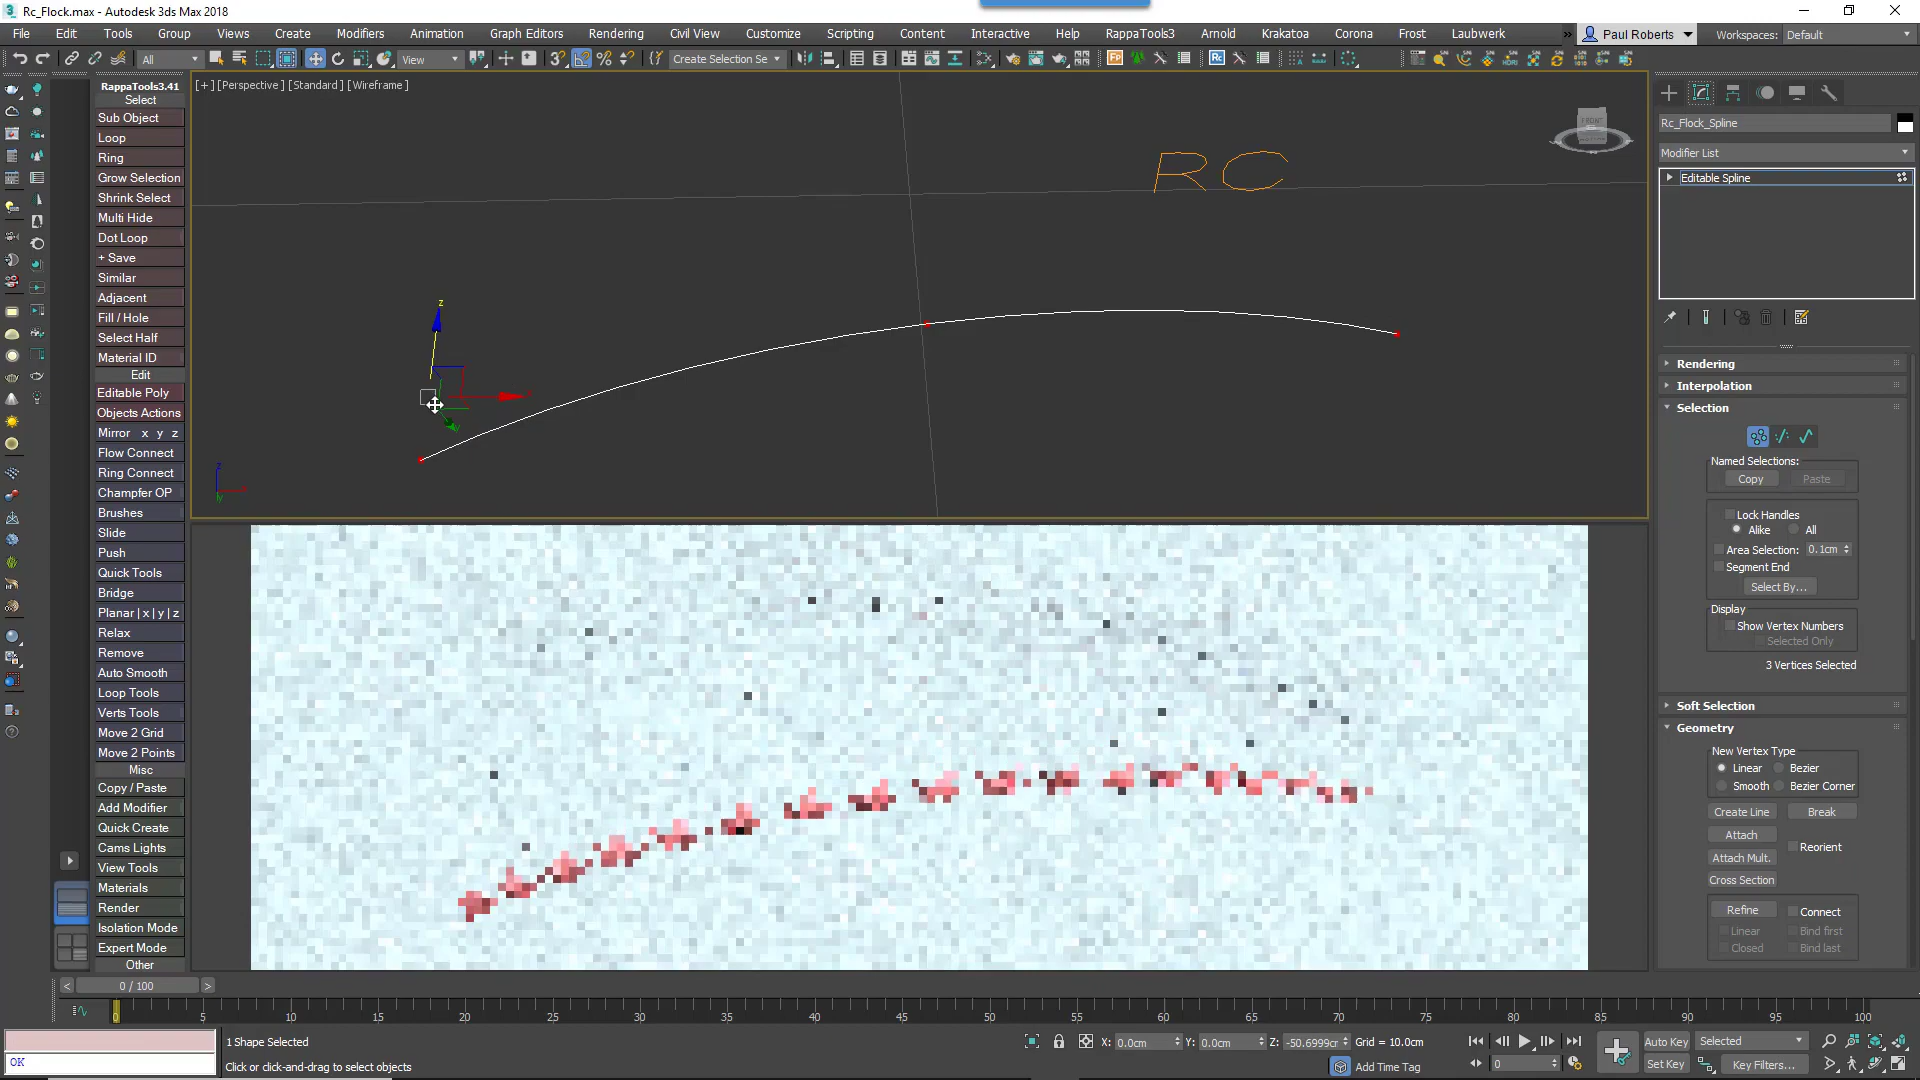 Rc_Flock.max - Autodesk 3ds Max 2018
File Edit Tools Group Views Create Modifiers Animation Graph Editors Rendering Civil View Customize Scripting Content Interactive Help RappaTools3 Arnold Krakatoa Corona Frost Laubwerk » Paul Roberts Workspaces: Default
All View Create Selection Se
RappaTools3.41
Select
Sub Object
Loop
Ring
Grow Selection
Shrink Select
Multi Hide
Dot Loop
+ Save
Similar
Adjacent
Fill / Hole
Select Half
Material ID
Edit
Editable Poly
Objects Actions
Mirror x y z
Flow Connect
Ring Connect
Champfer OP
Brushes
Slide
Push
Quick Tools
Bridge
Planar | x | y | z
Relax
Remove
Auto Smooth
Loop Tools
Verts Tools
Move 2 Grid
Move 2 Points
Misc
Copy / Paste
Add Modifier
Quick Create
Cams Lights
View Tools
Materials
Render
Isolation Mode
Expert Mode
Other
[+] [Perspective ] [Standard ] [Wireframe ]
RC
FRONT
z
Rc_Flock_Spline
Modifier List
Editable Spline
Rendering
Interpolation
Selection
Named Selections:
Copy Paste
Lock Handles
Alike All
Area Selection: 0.1cm
Segment End
Select By...
Display
Show Vertex Numbers
Selected Only
3 Vertices Selected
Soft Selection
Geometry
New Vertex Type
Linear Bezier
Smooth Bezier Corner
Create Line Break
Attach
Reorient
Attach Mult.
Cross Section
Refine Connect
Linear Bind first
Closed Bind last
< 0 / 100 >
0 5 10 15 20 25 30 35 40 45 50 55 60 65 70 75 80 85 90 95 100
OK
1 Shape Selected
Click or click-and-drag to select objects
X: 0.0cm Y: 0.0cm Z: -50.6999cm Grid = 10.0cm
Add Time Tag
0
Auto Key Selected
Set Key Key Filters...